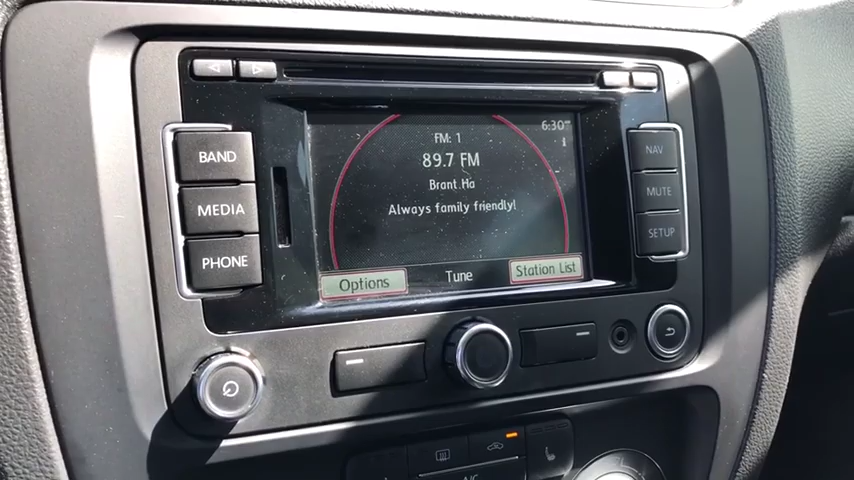 6:30
FM: 1
89.7 FM
Brant.Ha
Always family friendly!
Options
Tune
Station List
BAND
MEDIA
PHONE
NAV
MUTE
SETUP
A/C